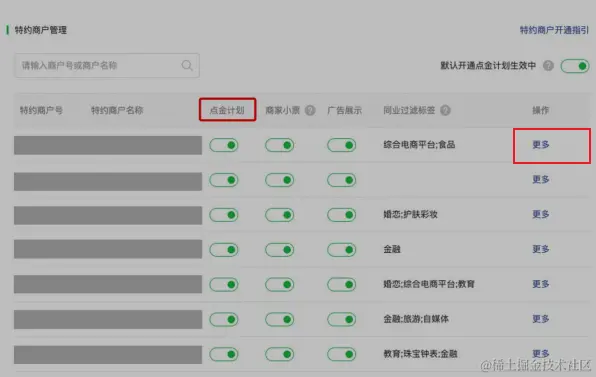 特约商户管理 特约商户开通指引
请输入商户号或商户名称 默认开通点金计划生效中 ?
特约商户号 特约商户名称 点金计划 商家小票 ? 广告展示 同业过滤标签 ? 操作
综合电商平台;食品 更多
更多
婚恋;护肤彩妆 更多
金融 更多
婚恋;综合电商平台;教育 更多
金融;旅游;自媒体 更多
教育;珠宝钟表;金融 更多
@稀土掘金技术社区